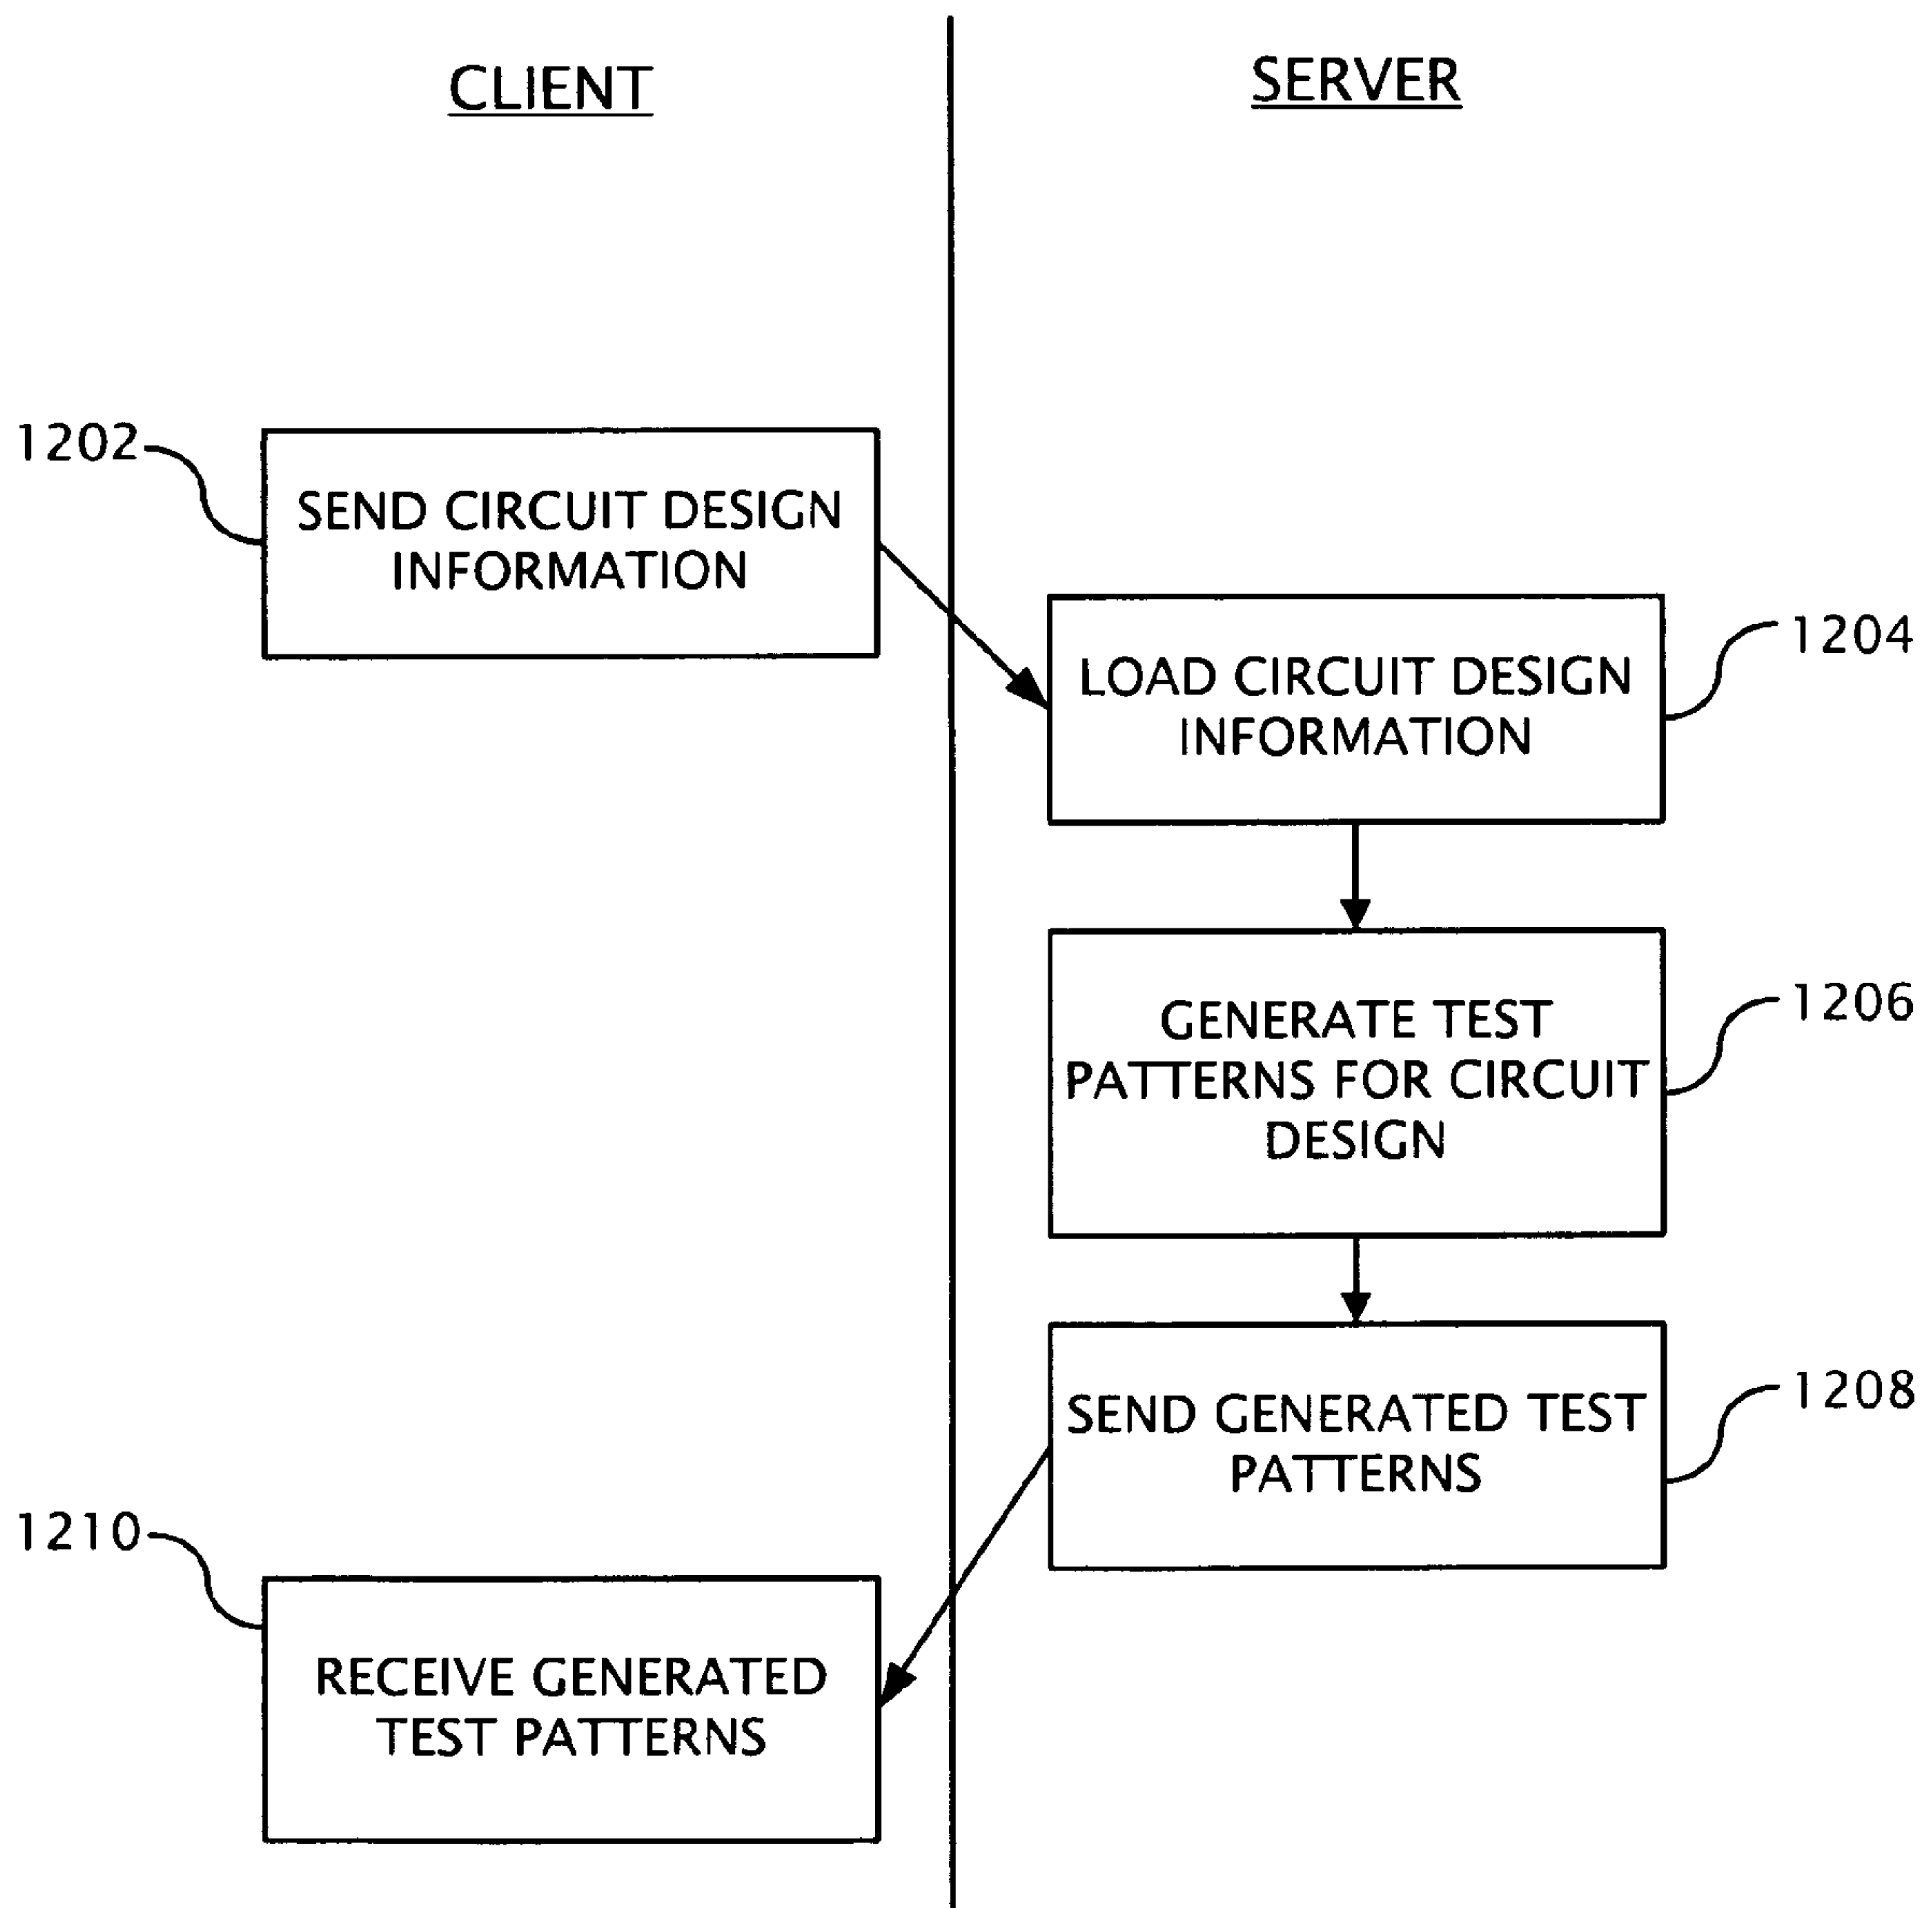 CLIENT
SERVER
1202
SEND CIRCUIT DESIGN
INFORMATION
1204
LOAD CIRCUIT DESIGN
INFORMATION
1206
GENERATE TEST
PATTERNS FOR CIRCUIT
DESIGN
1208
SEND GENERATED TEST
PATTERNS
1210
RECEIVE GENERATED
TEST PATTERNS